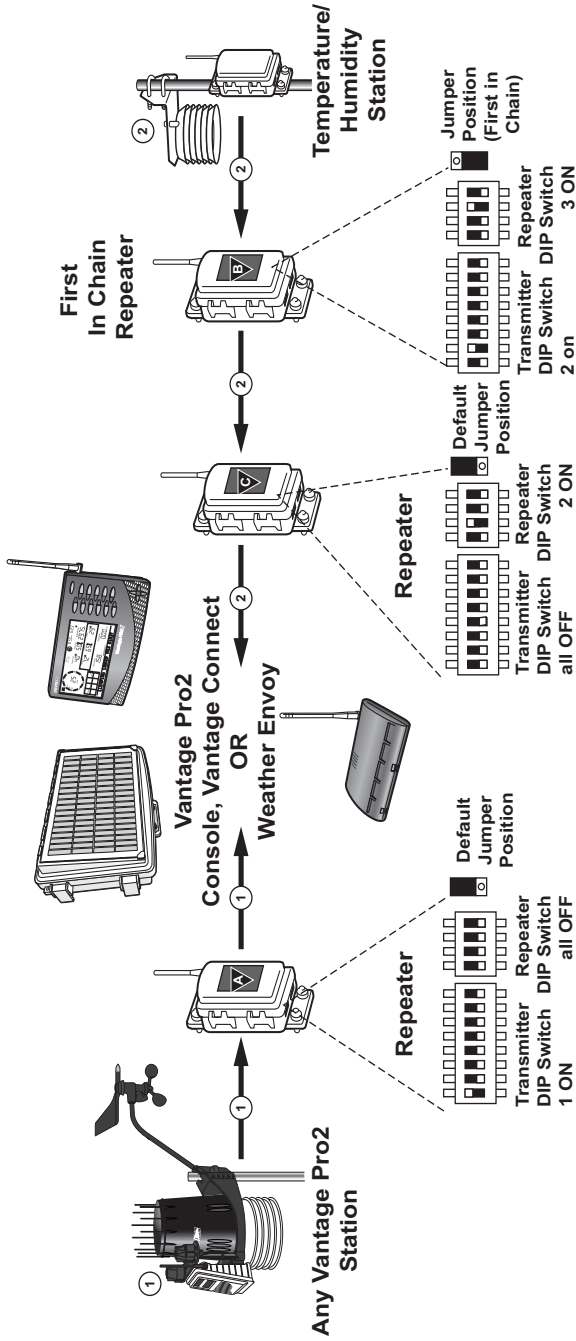 1
Any Vantage Pro2
Station
1
A
1
Vantage Pro2
Console, Vantage Connect
OR
Weather Envoy
2
C
2
First
In Chain
Repeater
B
2
2
Temperature/
Humidity
Station
Repeater
Default
Jumper
Position
Transmitter
DIP Switch
1 ON
Repeater
DIP Switch
all OFF
Repeater
Default
Jumper
Position
Transmitter
DIP Switch
all OFF
Repeater
DIP Switch
2 ON
Jumper
Position
(First in
Chain)
Transmitter
DIP Switch
2 on
Repeater
DIP Switch
3 ON